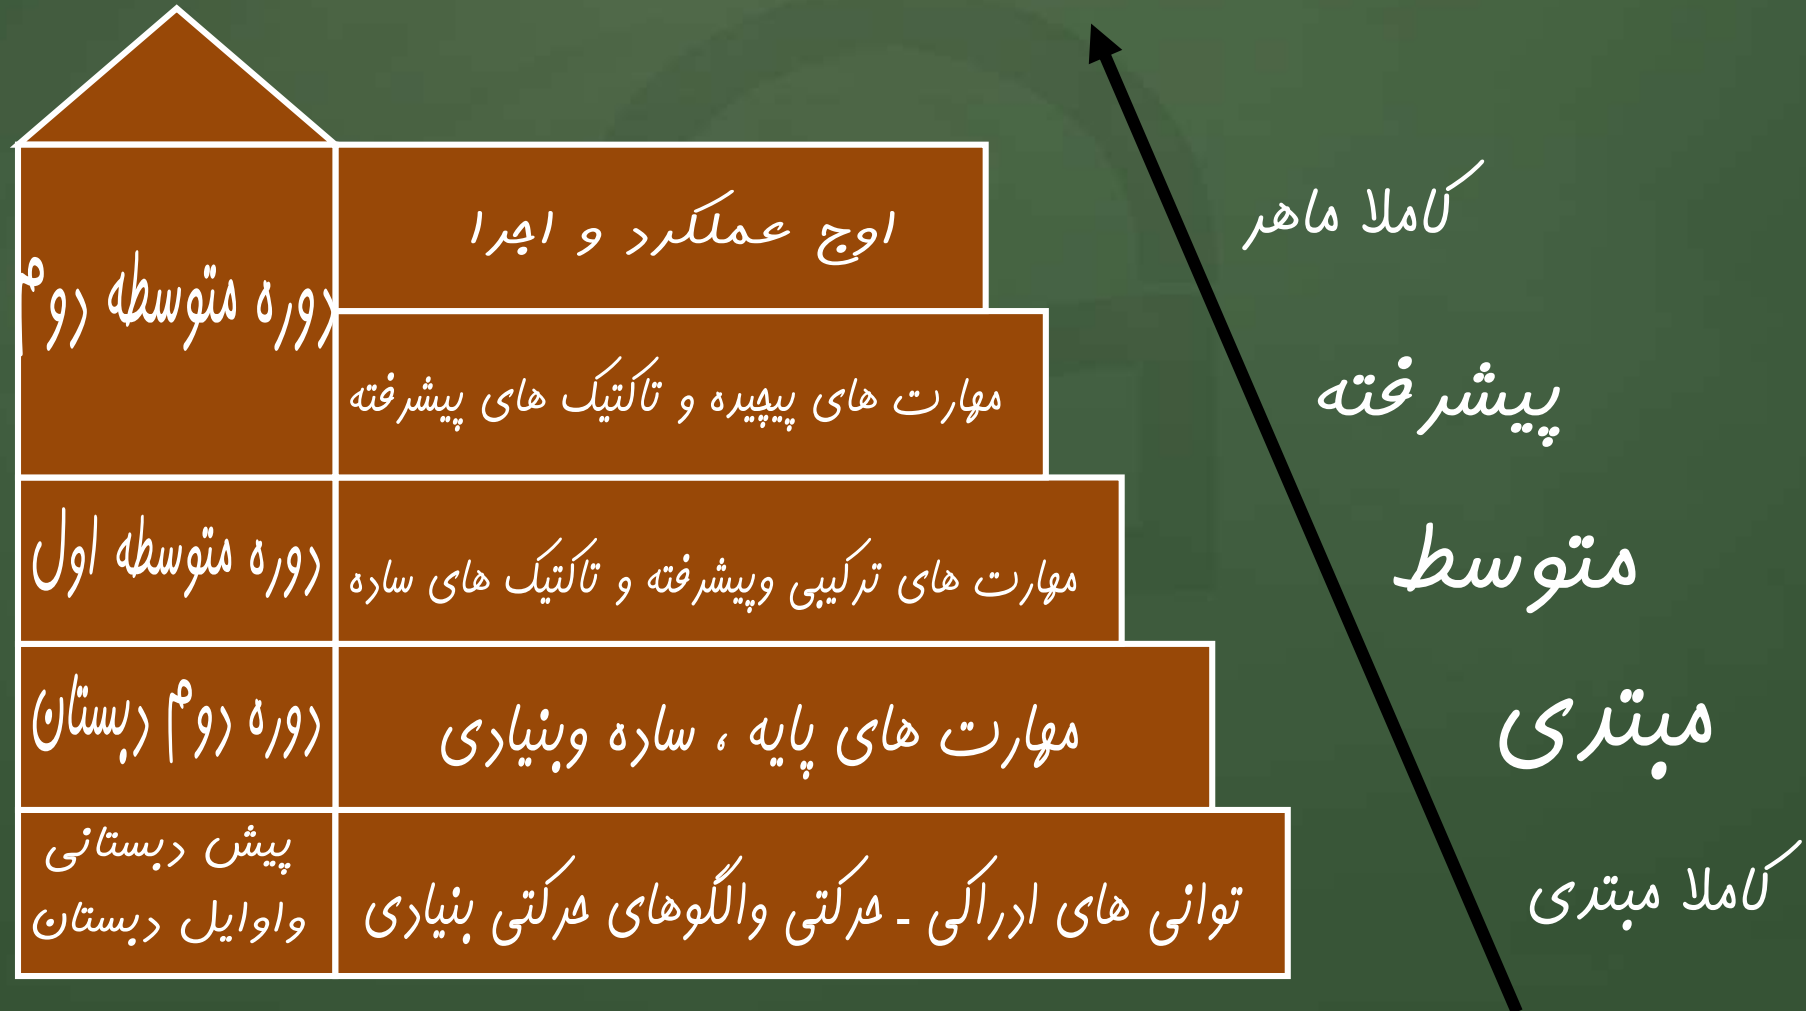 اوج عملکرد و اجرا
کاملا ماهر
دوره متوسطه دوم
مهارت های پیچیده و تاکتیک های پیشرفته
پیشرفته
دوره متوسطه اول
مهارت های ترکیبی وپیشرفته و تاکتیک های ساده
متوسط
دوره دوم دبستان
مهارت های پایه ، ساده وبنیادی
مبتدی
پیش دبستانی
واوایل دبستان
توانی های ادراکی - حرکتی والگوهای حرکتی بنیادی
کاملا مبتدی